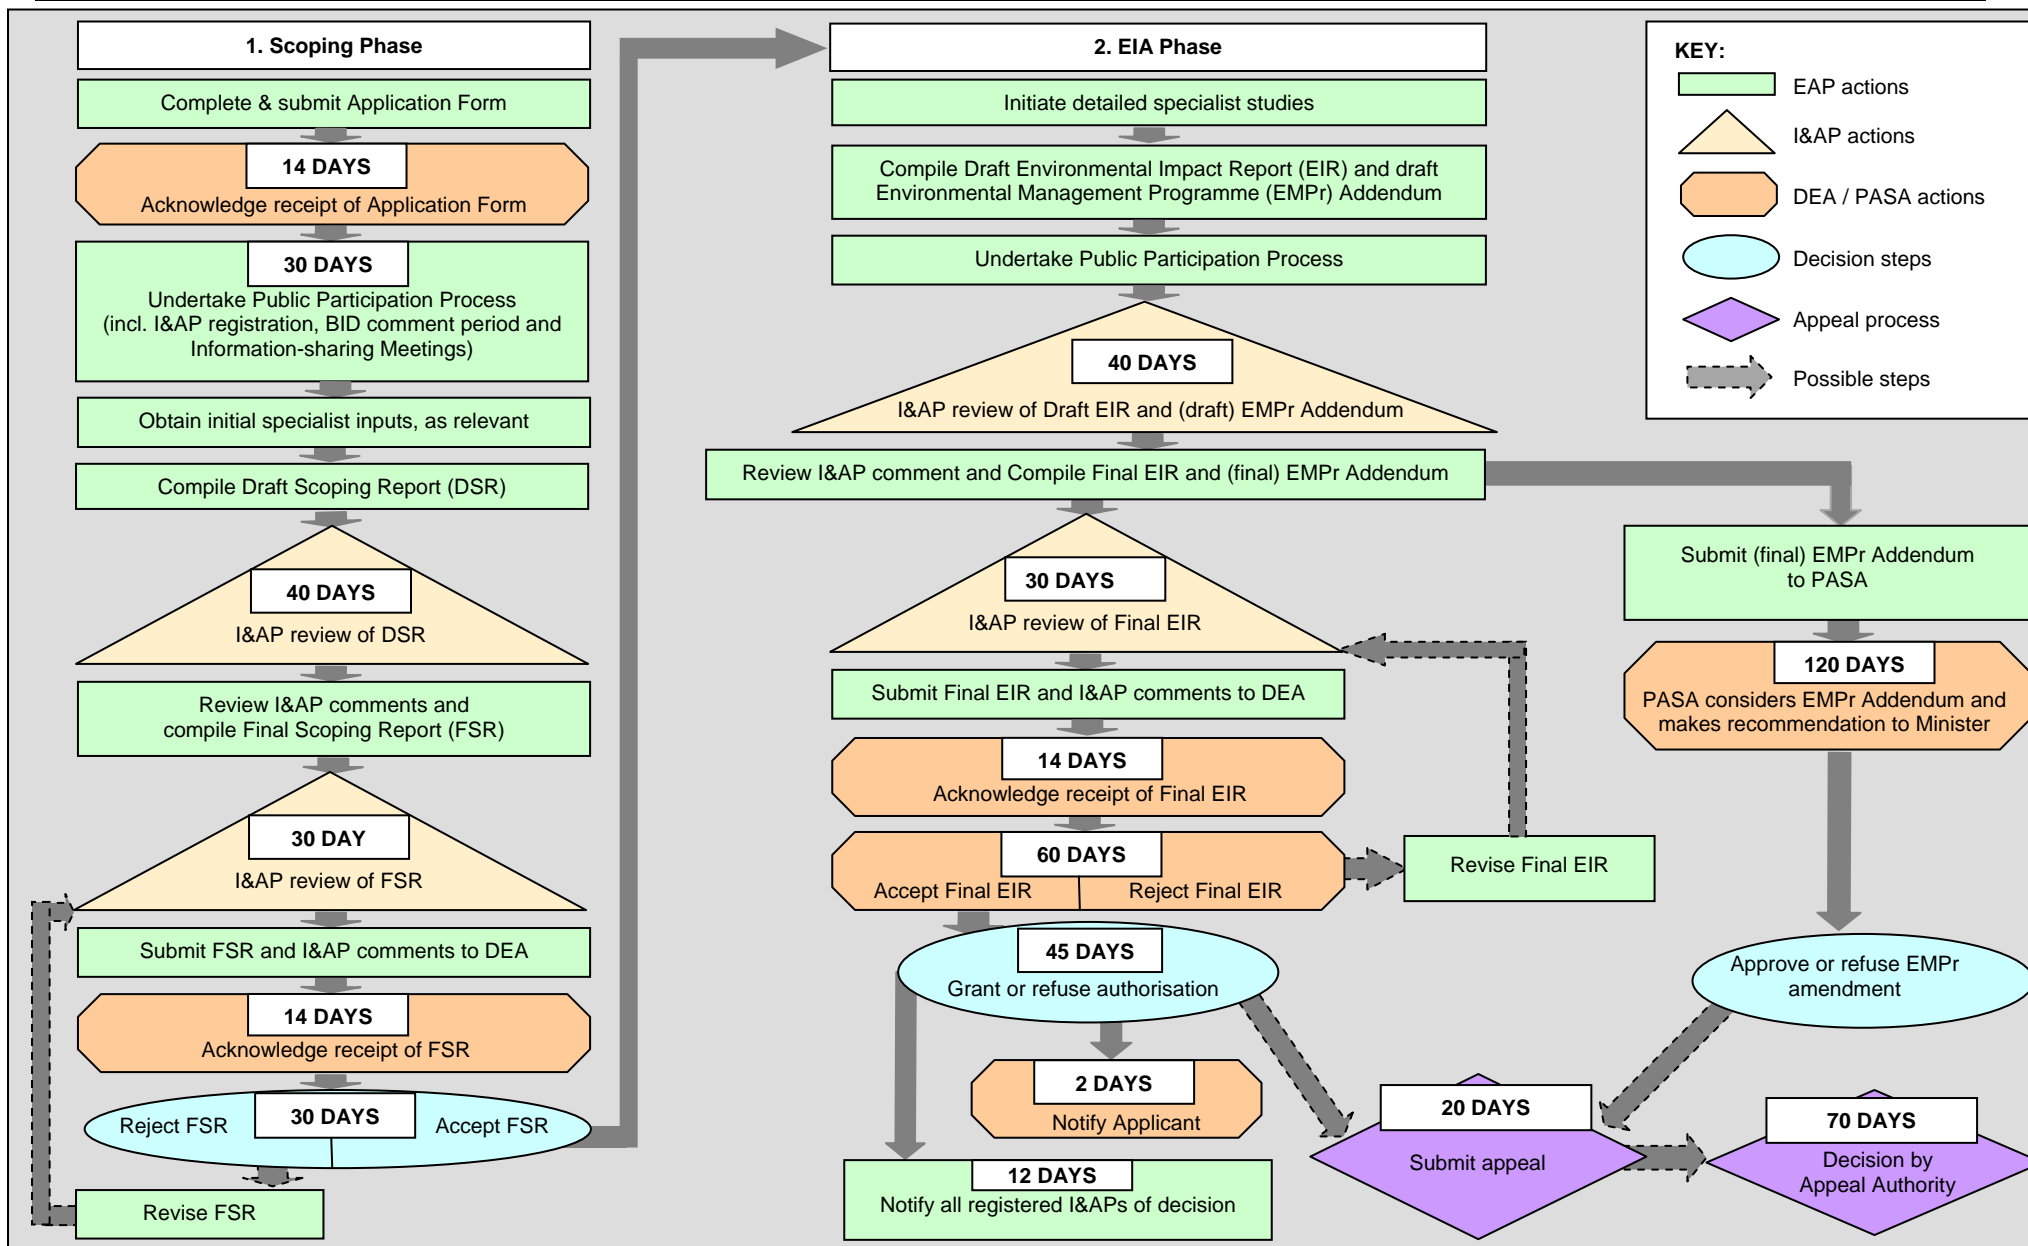 1. Scoping Phase
Complete & submit Application Form
14 DAYS
Acknowledge receipt of Application Form
30 DAYS
Undertake Public Participation Process
(incl. I&AP registration, BID comment period and
Information-sharing Meetings)
Obtain initial specialist inputs, as relevant
Compile Draft Scoping Report (DSR)
40 DAYS
I&AP review of DSR
Review I&AP comments and
compile Final Scoping Report (FSR)
30 DAY
I&AP review of FSR
Submit FSR and I&AP comments to DEA
14 DAYS
Acknowledge receipt of FSR
30 DAYS
Reject FSR
Accept FSR
Revise FSR
2. EIA Phase
Initiate detailed specialist studies
Compile Draft Environmental Impact Report (EIR) and draft
Environmental Management Programme (EMPr) Addendum
Undertake Public Participation Process
40 DAYS
I&AP review of Draft EIR and (draft) EMPr Addendum
Review I&AP comment and Compile Final EIR and (final) EMPr Addendum
30 DAYS
I&AP review of Final EIR
Submit Final EIR and I&AP comments to DEA
14 DAYS
Acknowledge receipt of Final EIR
60 DAYS
Accept Final EIR
Reject Final EIR
Revise Final EIR
45 DAYS
Grant or refuse authorisation
2 DAYS
Notify Applicant
12 DAYS
Notify all registered I&APs of decision
Submit (final) EMPr Addendum
to PASA
120 DAYS
PASA considers EMPr Addendum and
makes recommendation to Minister
Approve or refuse EMPr
amendment
20 DAYS
Submit appeal
70 DAYS
Decision by
Appeal Authority
KEY:
EAP actions
I&AP actions
DEA / PASA actions
Decision steps
Appeal process
Possible steps